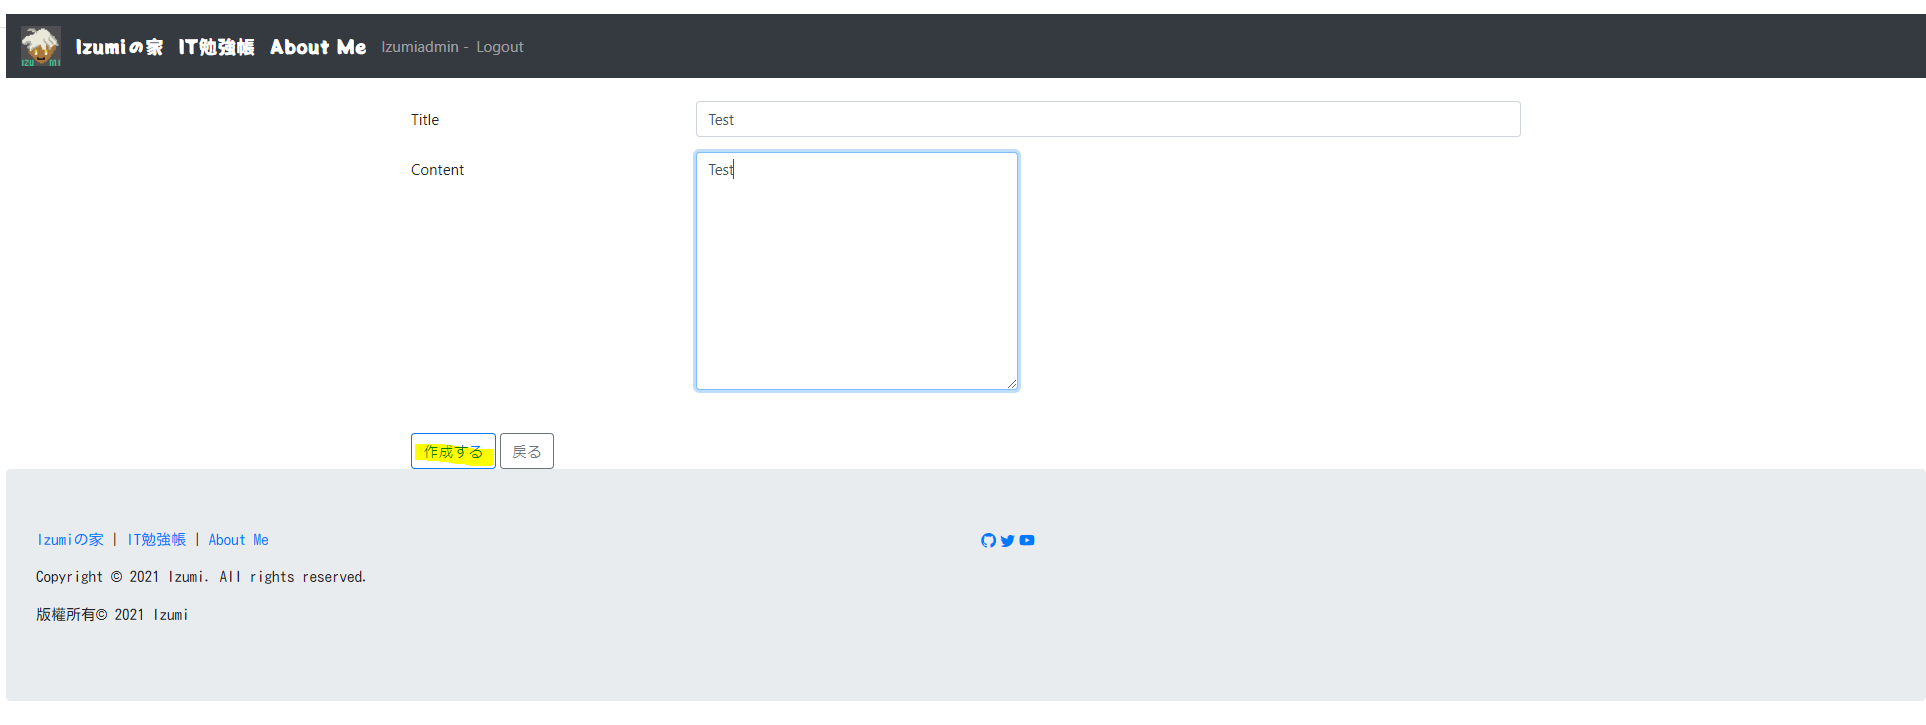 IZU MI
Izumiの家 IT勉強帳 About Me Izumiadmin - Logout
Title Test
Content Test
作成する 戻る
Izumiの家 | IT勉強帳 | About Me
Copyright © 2021 Izumi. All rights reserved.
版權所有© 2021 Izumi